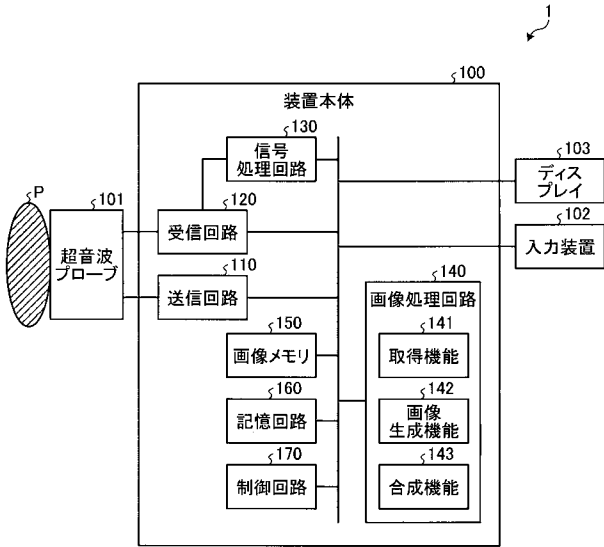 1
100
装置本体
130
信号
処理回路
103
ディス
プレイ
P
101
超音波
プローブ
120
受信回路
102
入力装置
110
送信回路
140
画像処理回路
150
画像メモリ
141
取得機能
160
記憶回路
142
画像
生成機能
170
制御回路
143
合成機能